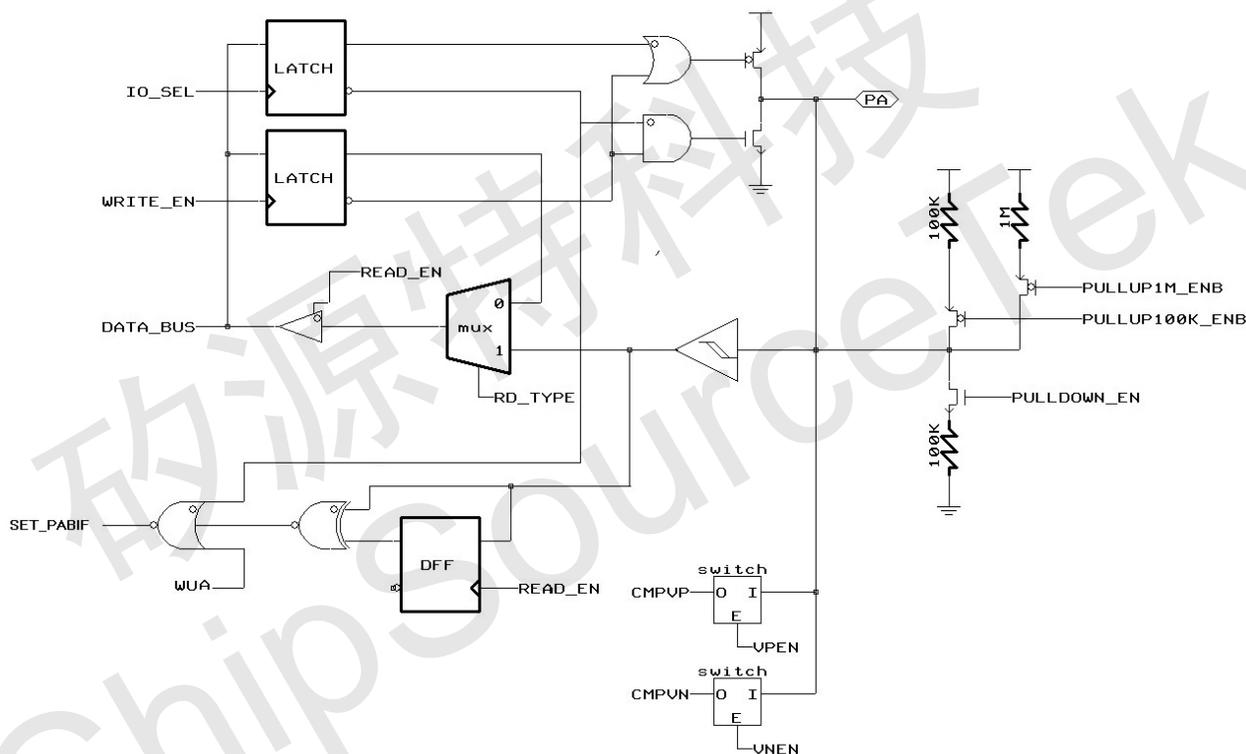 LATCH
IO_SEL
PA
LATCH
WRITE_EN
100K
1M
READ_EN
PULLUP1M_ENB
0
DATA_BUS
mux
PULLUP100K_ENB
1
RD_TYPE
PULLDOWN_EN
100K
SET_PABIF
DFF
WUA
READ_EN
switch
CMPVP
O I
E
VPEN
switch
CMPVN
O I
E
VNEN
矽源特科技
ChipSourceTek